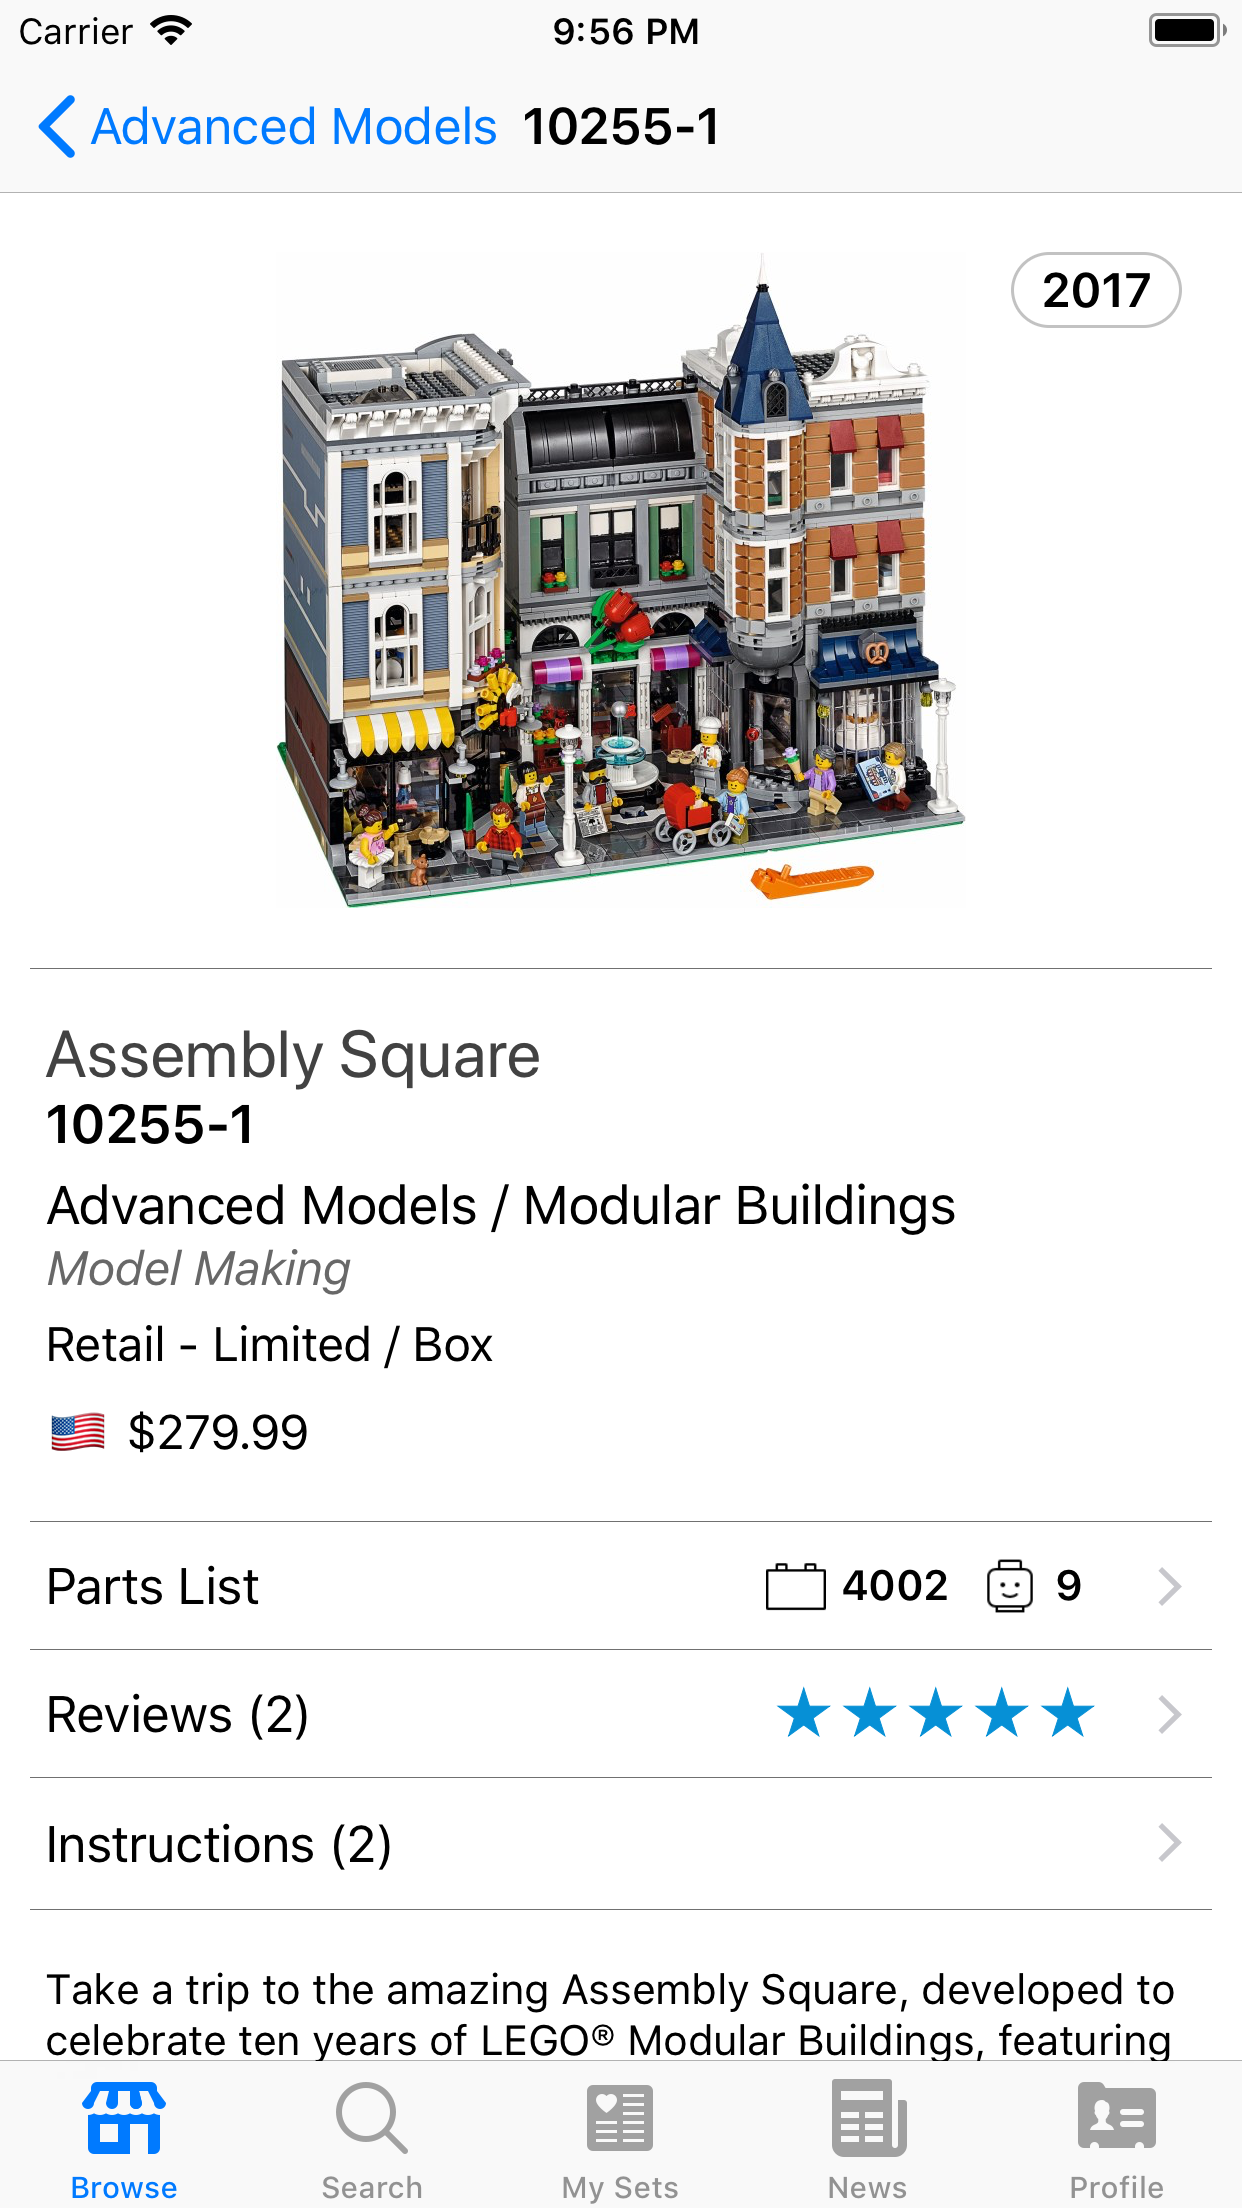 Carrier 9:56 PM
Advanced Models 10255-1
2017
Assembly Square
10255-1
Advanced Models / Modular Buildings
Model Making
Retail - Limited / Box
$279.99
Parts List 4002 9
Reviews (2)
Instructions (2)
Take a trip to the amazing Assembly Square, developed to
celebrate ten years of LEGO® Modular Buildings, featuring
Browse Search My Sets News Profile